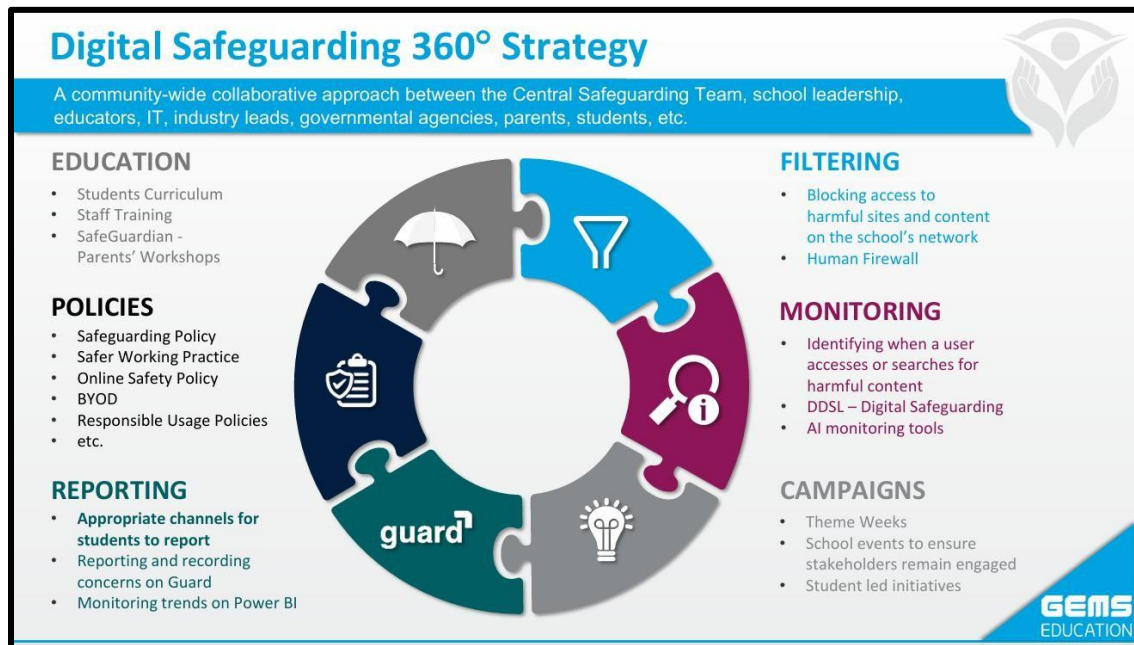 Digital Safeguarding 360° Strategy
A community-wide collaborative approach between the Central Safeguarding Team, school leadership,
educators, IT, industry leads, governmental agencies, parents, students, etc.
EDUCATION
• Students Curriculum
• Staff Training
• SafeGuardian -
Parents' Workshops
POLICIES
• Safeguarding Policy
• Safer Working Practice
• Online Safety Policy
• BYOD
• Responsible Usage Policies
• etc.
REPORTING
• Appropriate channels for
students to report
• Reporting and recording
concerns on Guard
• Monitoring trends on Power BI
guard
i
FILTERING
• Blocking access to
harmful sites and content
on the school's network
• Human Firewall
MONITORING
• Identifying when a user
accesses or searches for
harmful content
• DDSL – Digital Safeguarding
• AI monitoring tools
CAMPAIGNS
• Theme Weeks
• School events to ensure
stakeholders remain engaged
• Student led initiatives
GEMS
EDUCATION